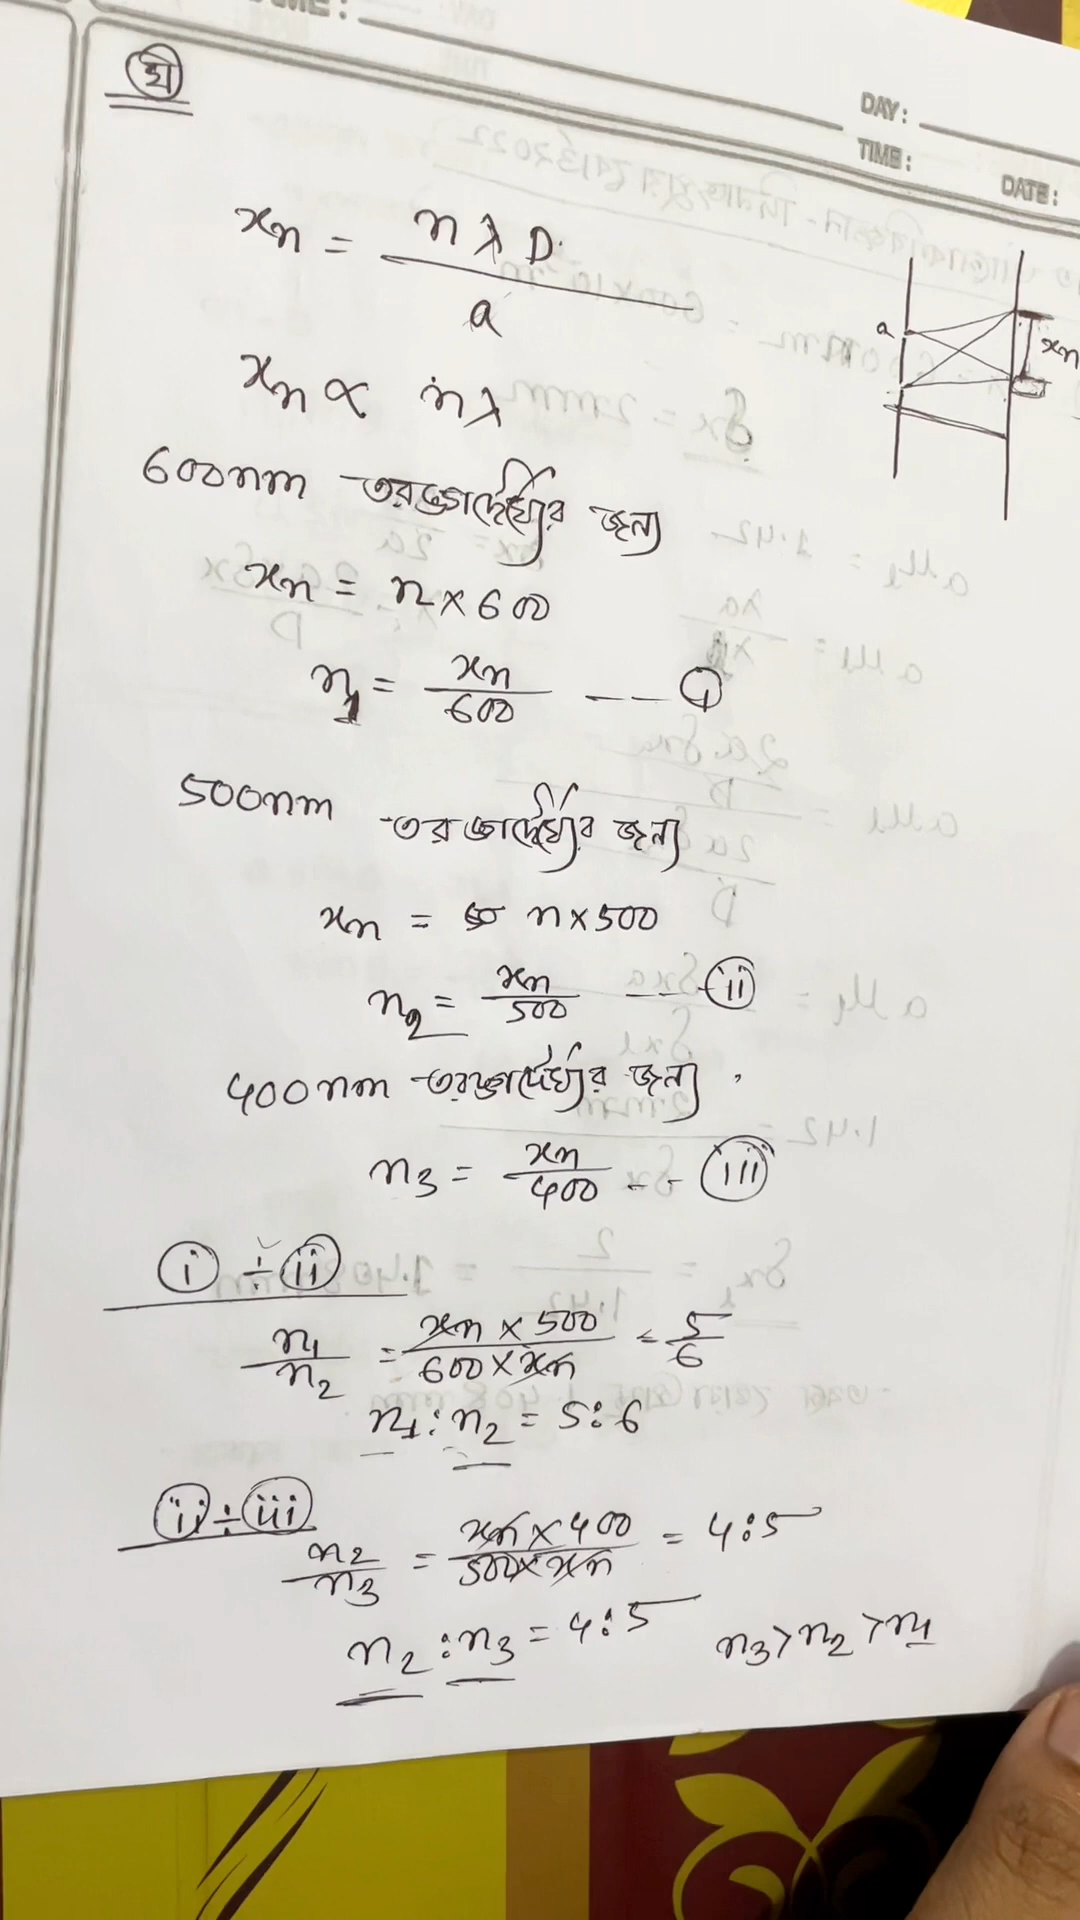 TIME :
DAY :
TIME :
DATE :
ঘ
xn = nλD
a
xn ∝ nλ
a
xn
600nm তরঙ্গদৈর্ঘ্যের জন্য
xn = n × 600
n1 = xn/600 --- i
500nm তরঙ্গদৈর্ঘ্যের জন্য
xn = n × 500
n2 = xn/500 --- ii
400nm তরঙ্গদৈর্ঘ্যের জন্য,
n3 = xn/400 -- iii
i ÷ ii
n1/n2 = xn × 500/600 × xn = 5/6
n1 : n2 = 5 : 6
ii ÷ iii
n2/n3 = xn × 400/500 × xn = 4 : 5
n2 : n3 = 4 : 5
n3 > n2 > n1